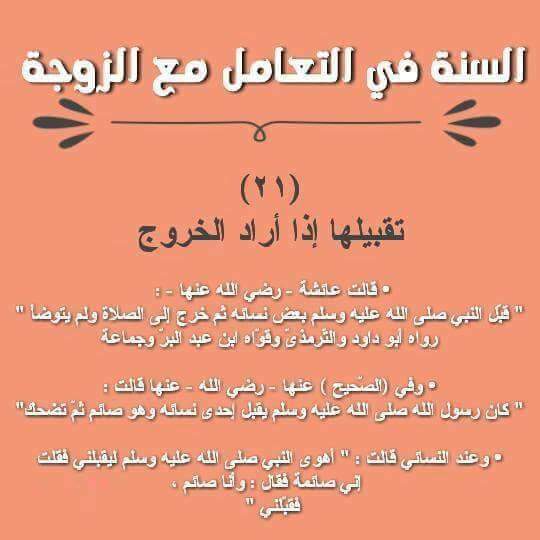 السنة في التعامل مع الزوجة
(٢١)
تقبيلها إذا أراد الخروج
• قالت عائشة - رضي الله عنها - :
" قبّل النبي صلى الله عليه وسلم بعض نسائه ثم خرج إلى الصلاة ولم يتوضأ "
رواه أبو داود والتّرمذيّ وقوّاه ابن عبد البرّ وجماعة
• وفي (الصّحيح ) عنها - رضي الله - عنها قالت :
" كان رسول الله صلى الله عليه وسلم يقبل إحدى نسائه وهو صائم ثمّ تضحك"
• وعند النسائي قالت : " أهوى النبي صلى الله عليه وسلم ليقبلني فقلت
إني صائمة فقال : وأنا صائم ،
فقبّلني "